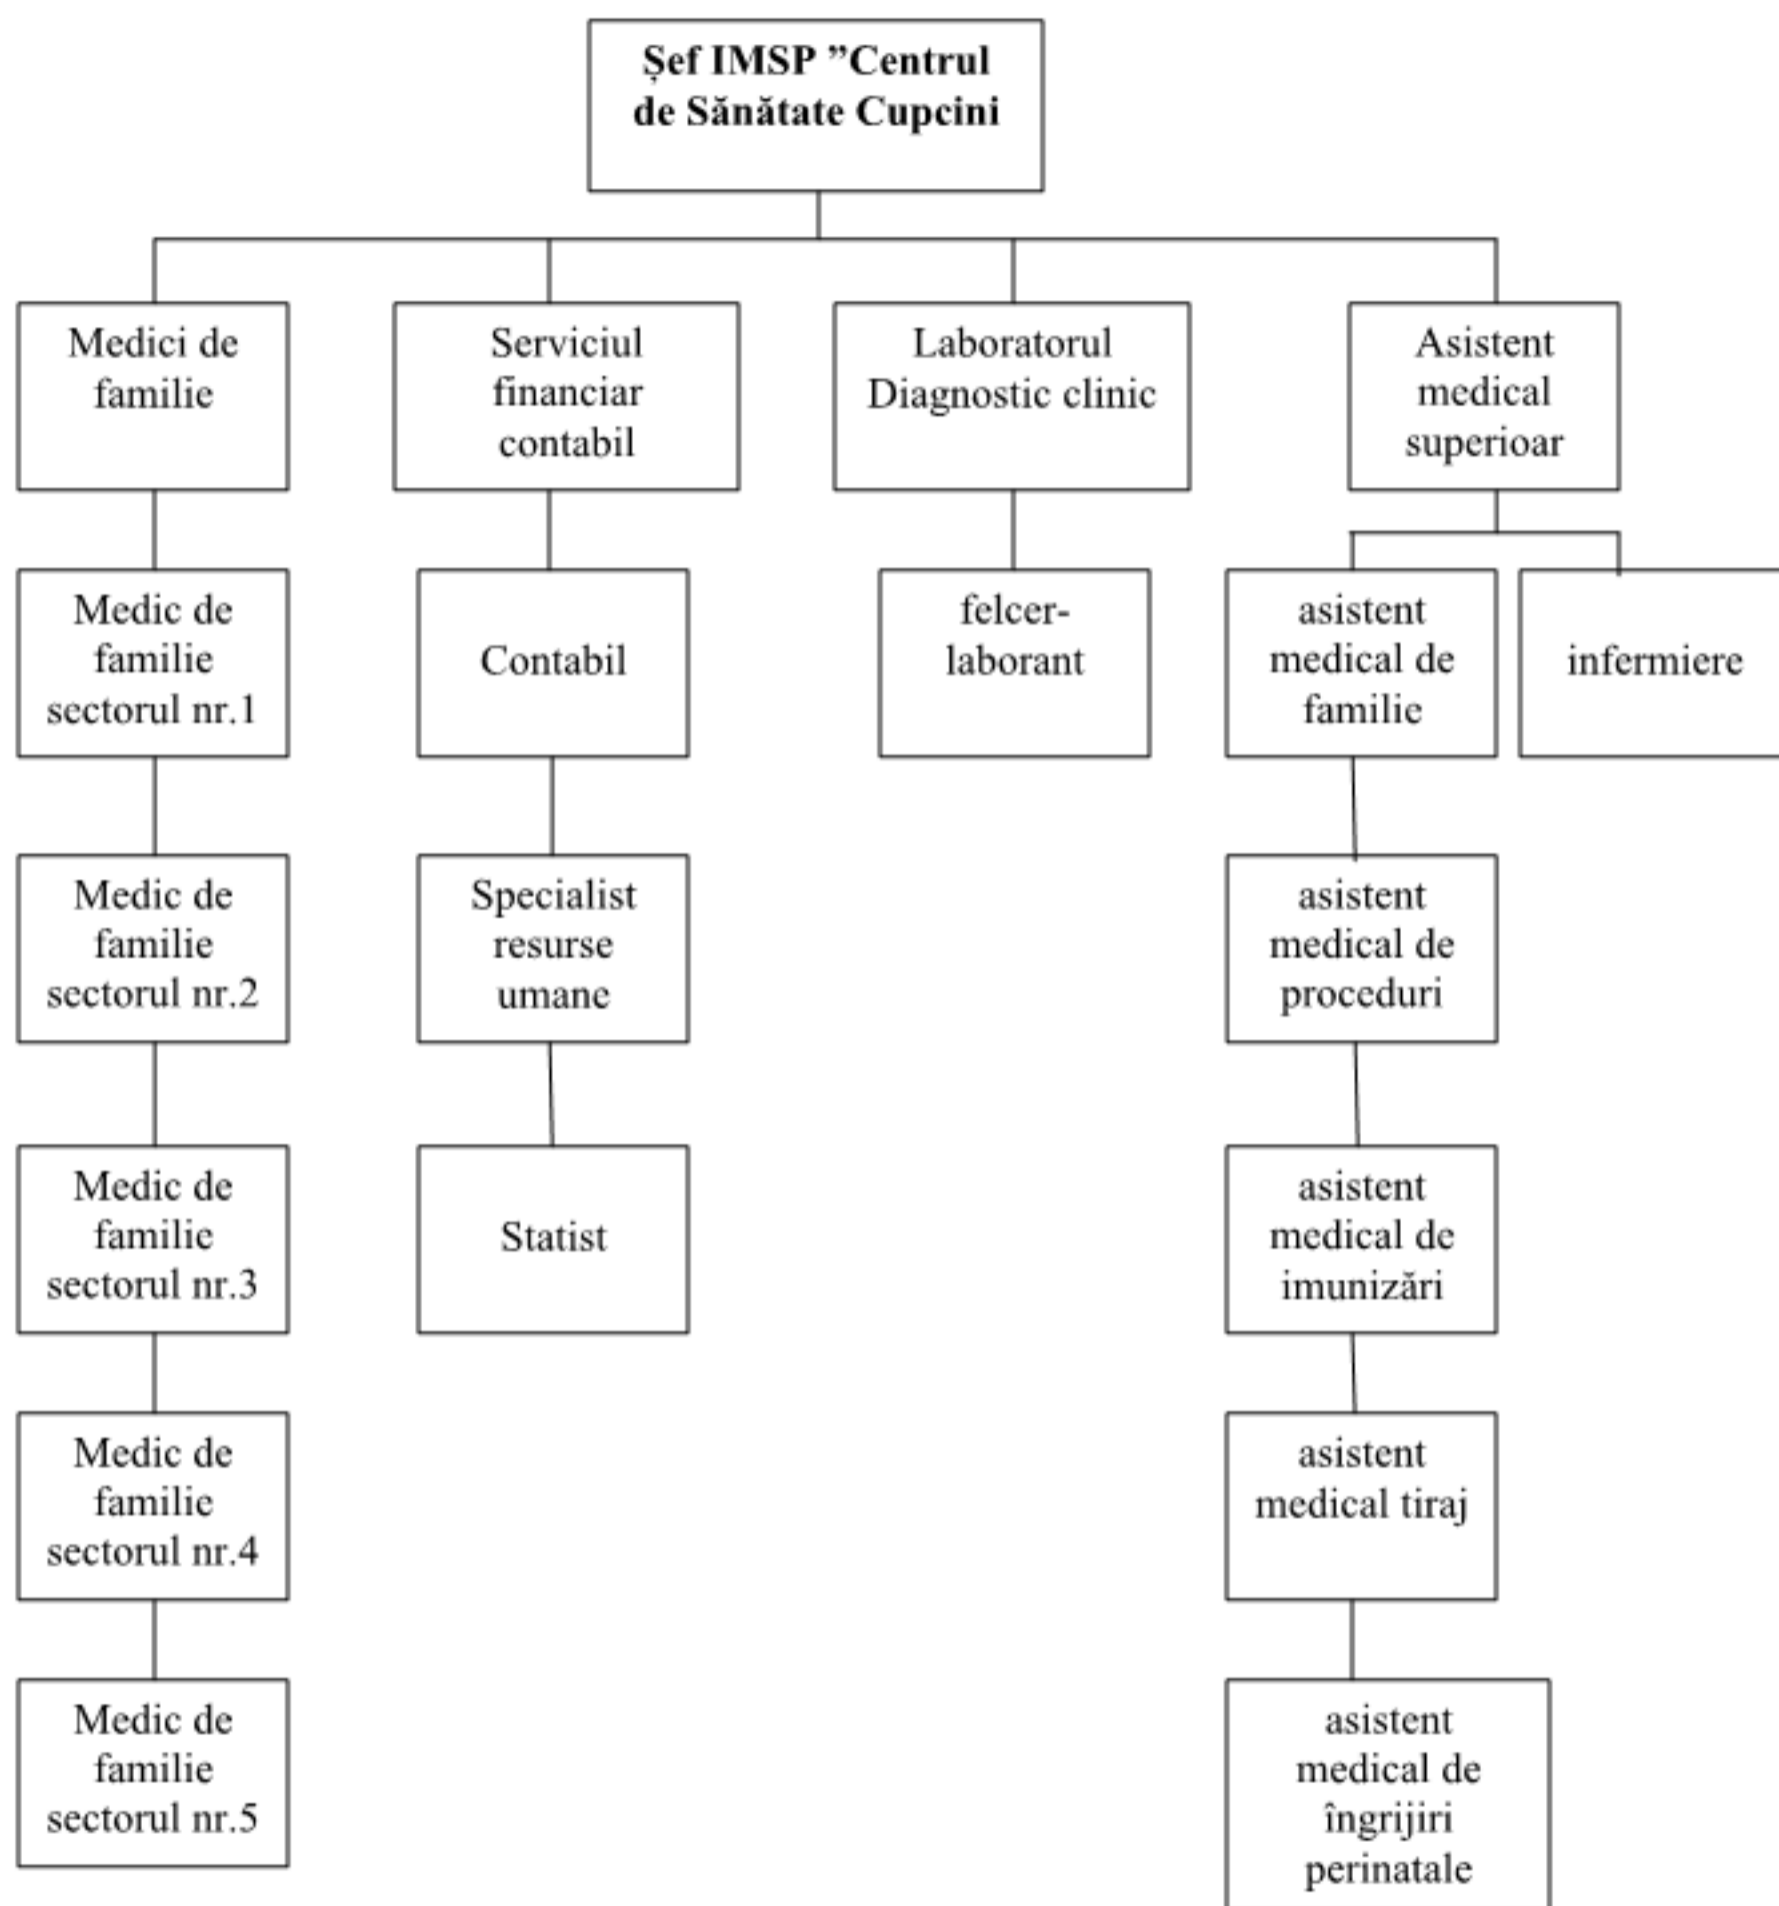 Șef IMSP ”Centrul
de Sănătate Cupcini
Medici de
familie
Serviciul
financiar
contabil
Laboratorul
Diagnostic clinic
Asistent
medical
superioar
Medic de
familie
sectorul nr.1
Contabil
felcer-
laborant
asistent
medical de
familie
infermiere
Medic de
familie
sectorul nr.2
Specialist
resurse
umane
asistent
medical de
proceduri
Medic de
familie
sectorul nr.3
Statist
asistent
medical de
imunizări
Medic de
familie
sectorul nr.4
asistent
medical tiraj
Medic de
familie
sectorul nr.5
asistent
medical de
îngrijiri
perinatale